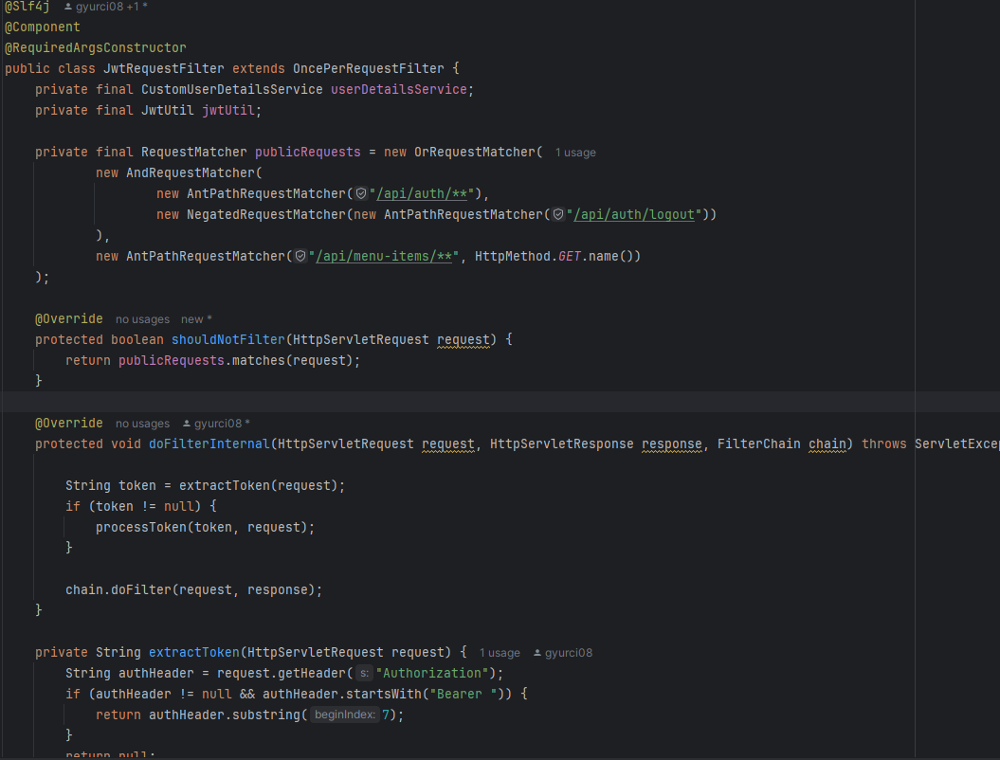 @Slf4j gyurci08 +1 *
@Component
@RequiredArgsConstructor
public class JwtRequestFilter extends OncePerRequestFilter {
    private final CustomUserDetailsService userDetailsService;
    private final JwtUtil jwtUtil;
    private final RequestMatcher publicRequests = new OrRequestMatcher( 1 usage
            new AndRequestMatcher(
                    new AntPathRequestMatcher("/api/auth/**"),
                    new NegatedRequestMatcher(new AntPathRequestMatcher("/api/auth/logout"))
            ),
            new AntPathRequestMatcher("/api/menu-items/**", HttpMethod.GET.name())
    );
    @Override no usages new *
    protected boolean shouldNotFilter(HttpServletRequest request) {
        return publicRequests.matches(request);
    }
    @Override no usages gyurci08 *
    protected void doFilterInternal(HttpServletRequest request, HttpServletResponse response, FilterChain chain) throws ServletExcep
        String token = extractToken(request);
        if (token != null) {
            processToken(token, request);
        }
        chain.doFilter(request, response);
    }
    private String extractToken(HttpServletRequest request) { 1 usage gyurci08
        String authHeader = request.getHeader( s: "Authorization");
        if (authHeader != null && authHeader.startsWith("Bearer ")) {
            return authHeader.substring( beginIndex: 7);
        }
        return null;